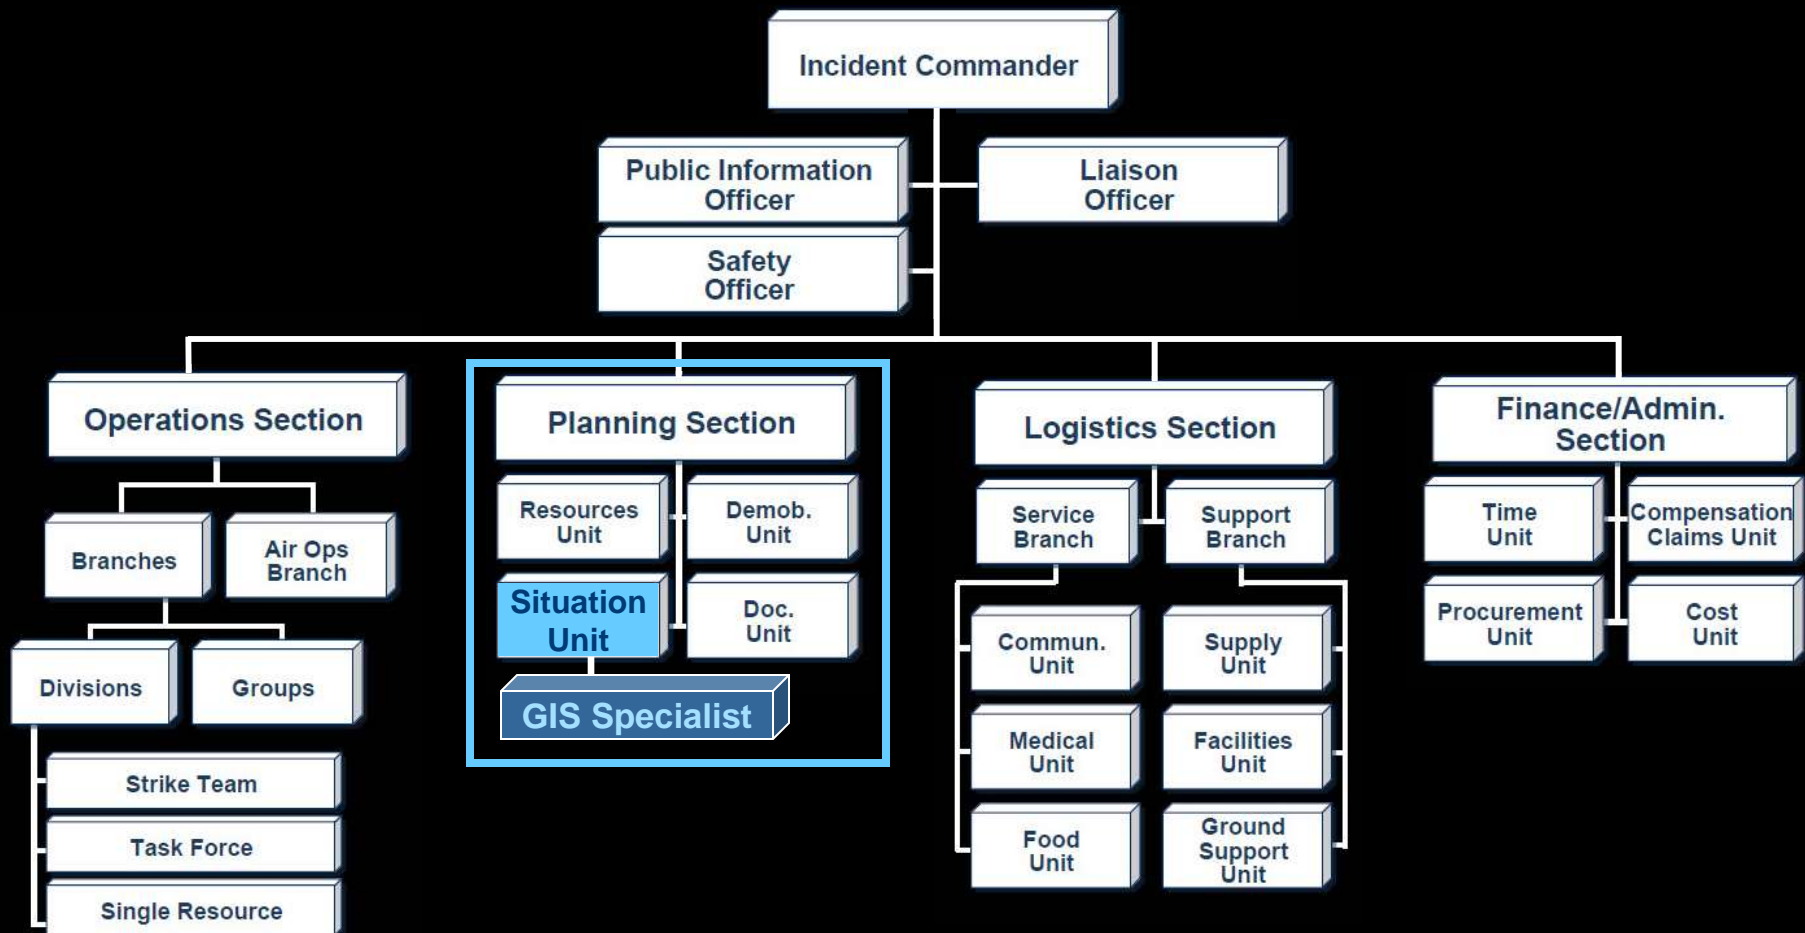 Incident Commander
Public Information
Officer
Liaison
Officer
Safety
Officer
Operations Section
Branches
Air Ops
Branch
Divisions
Groups
Strike Team
Task Force
Single Resource
Planning Section
Resources
Unit
Demob.
Unit
Situation
Unit
Doc.
Unit
GIS Specialist
Logistics Section
Service
Branch
Support
Branch
Commun.
Unit
Supply
Unit
Medical
Unit
Facilities
Unit
Food
Unit
Ground
Support
Unit
Finance/Admin.
Section
Time
Unit
Compensation
Claims Unit
Procurement
Unit
Cost
Unit